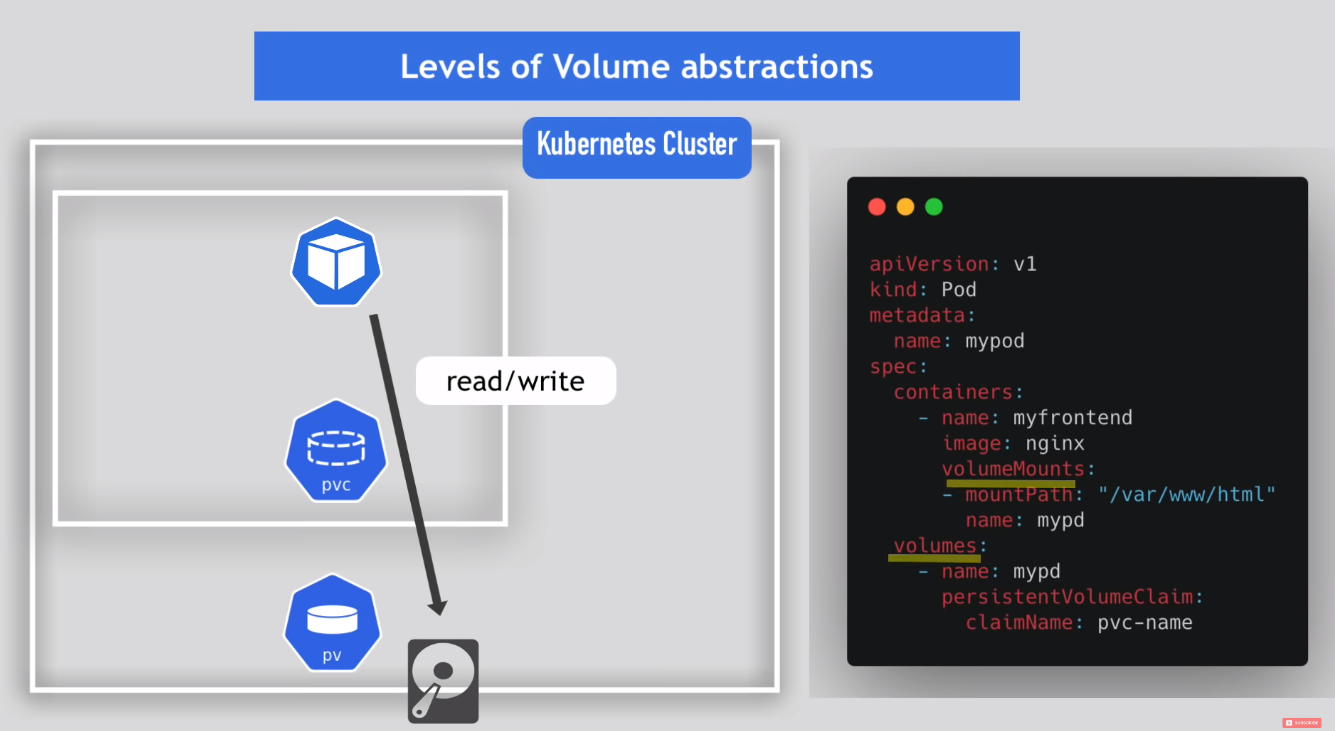 Levels of Volume abstractions
Kubernetes Cluster
read/write
pvc
pv
apiVersion: v1
kind: Pod
metadata:
  name: mypod
spec:
  containers:
    - name: myfrontend
      image: nginx
      volumeMounts:
      - mountPath: "/var/www/html"
        name: mypd
  volumes:
    - name: mypd
      persistentVolumeClaim:
        claimName: pvc-name
SUBSCRIBE